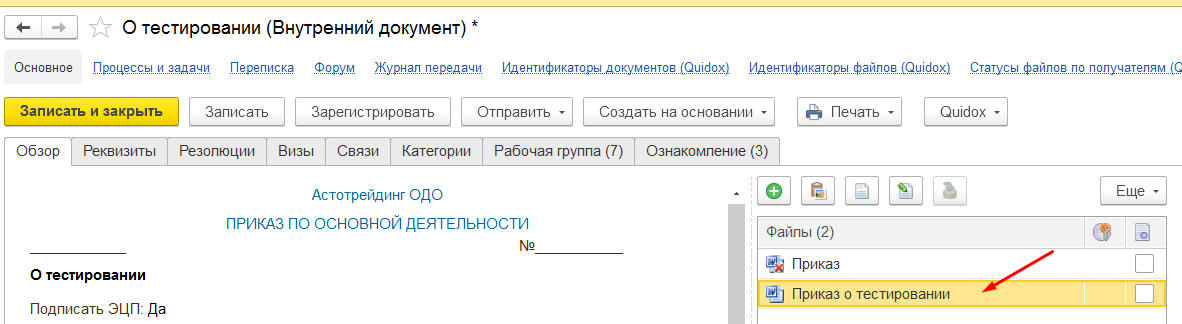 О тестировании (Внутренний документ) *
Основное Процессы и задачи Переписка Форум Журнал передачи Идентификаторы документов (Quidox) Идентификаторы файлов (Quidox) Статусы файлов по получателям (Q
Записать и закрыть Записать Зарегистрировать Отправить Создать на основании Печать Quidox
Обзор Реквизиты Резолюции Визы Связи Категории Рабочая группа (7) Ознакомление (3)
Астотрейдинг ОДО
ПРИКАЗ ПО ОСНОВНОЙ ДЕЯТЕЛЬНОСТИ
____________ №___________
О тестировании
Подписать ЭЦП: Да
Еще
Файлы (2)
Приказ
Приказ о тестировании